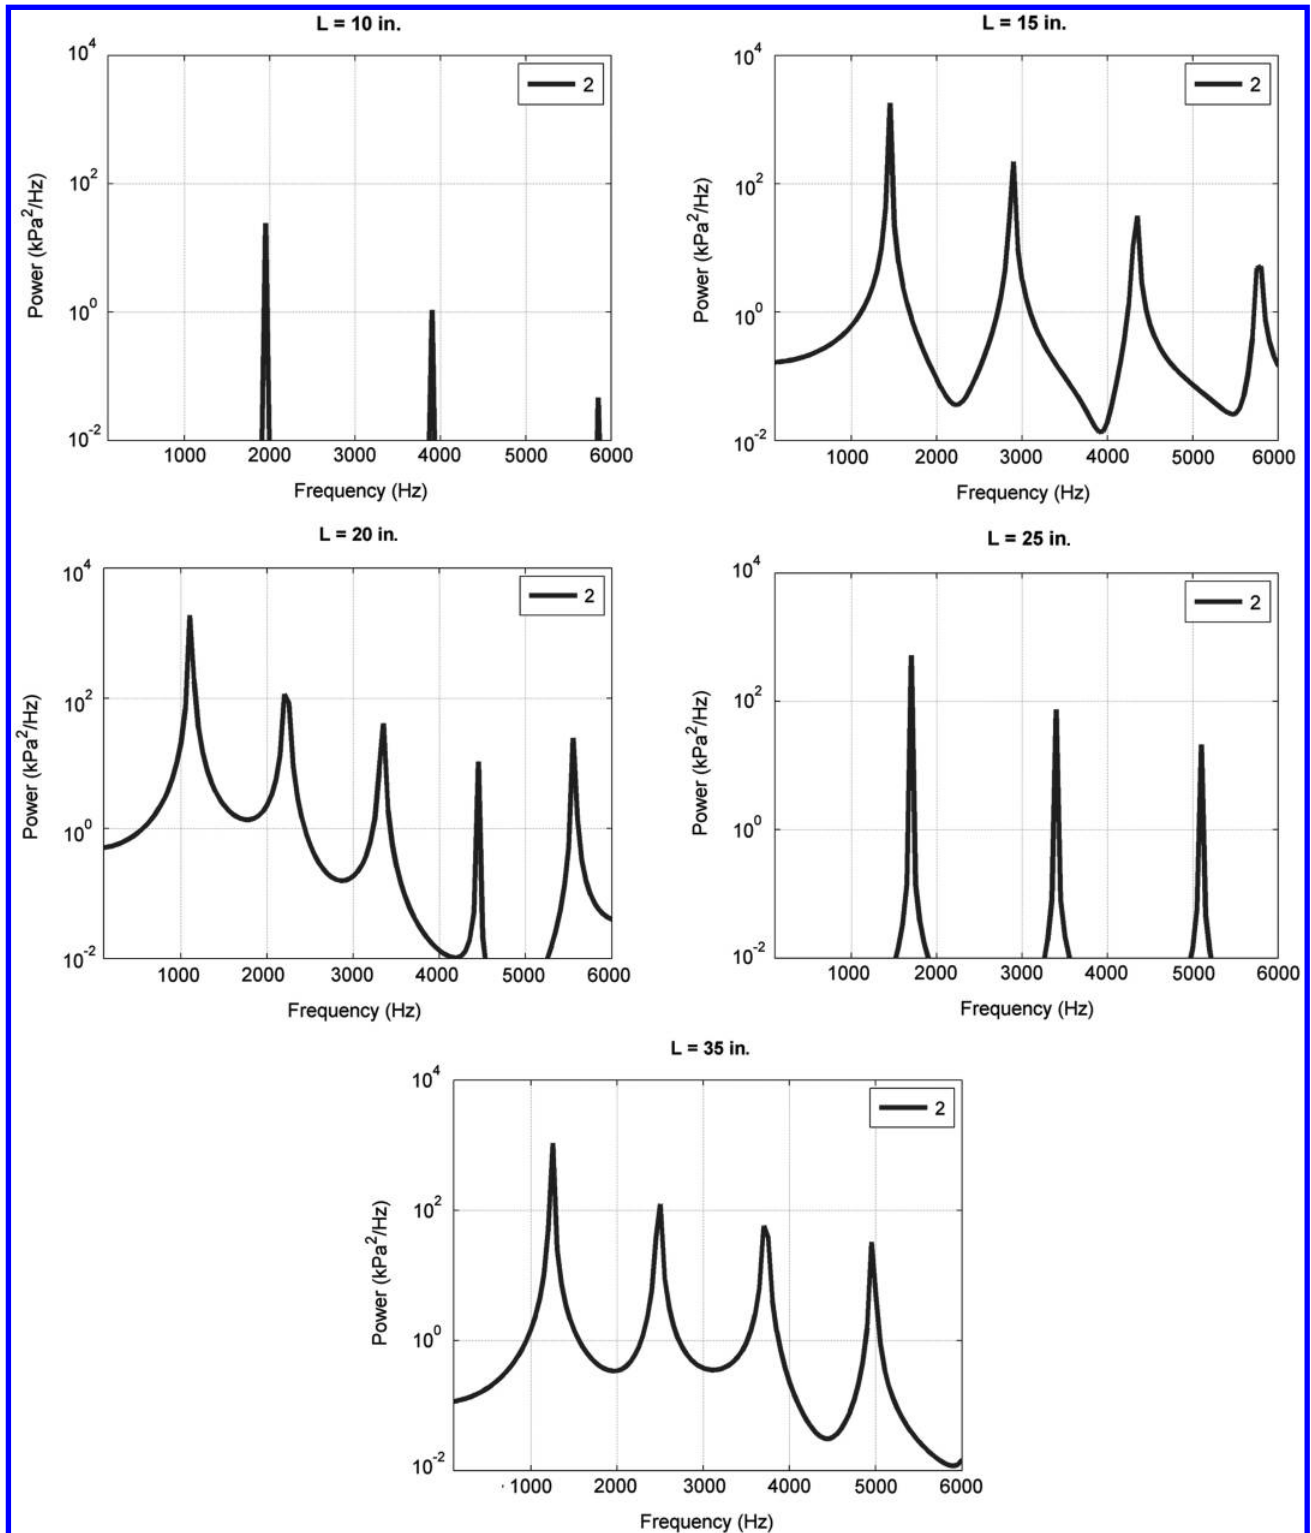 L = 10 in.
10^4
2
10^2
Power (kPa^2/Hz)
10^0
10^-2
1000 2000 3000 4000 5000 6000
Frequency (Hz)
L = 15 in.
10^4
2
10^2
Power (kPa^2/Hz)
10^0
10^-2
1000 2000 3000 4000 5000 6000
Frequency (Hz)
L = 20 in.
10^4
2
10^2
Power (kPa^2/Hz)
10^0
10^-2
1000 2000 3000 4000 5000 6000
Frequency (Hz)
L = 25 in.
10^4
2
10^2
Power (kPa^2/Hz)
10^0
10^-2
1000 2000 3000 4000 5000 6000
Frequency (Hz)
L = 35 in.
10^4
2
10^2
Power (kPa^2/Hz)
10^0
10^-2
1000 2000 3000 4000 5000 6000
Frequency (Hz)